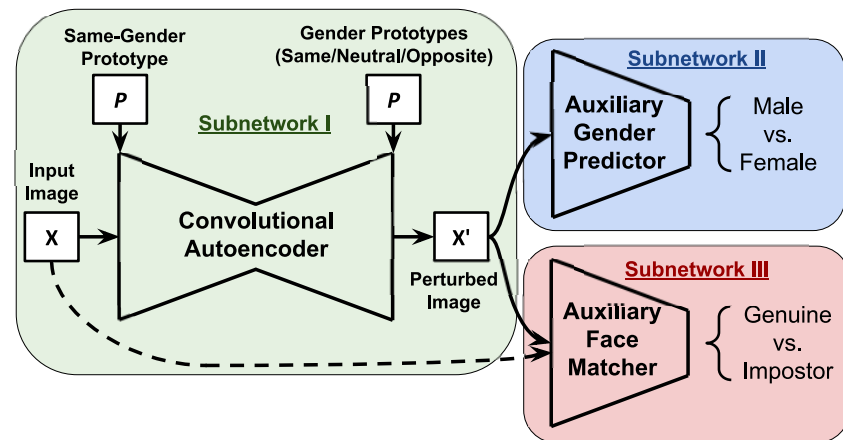 Same-Gender
Prototype
Gender Prototypes
(Same/Neutral/Opposite)
P
P
Subnetwork I
Input
Image
X
Convolutional
Autoencoder
X'
Perturbed
Image
Subnetwork II
Auxiliary
Gender
Predictor
Male
vs.
Female
Subnetwork III
Auxiliary
Face
Matcher
Genuine
vs.
Impostor